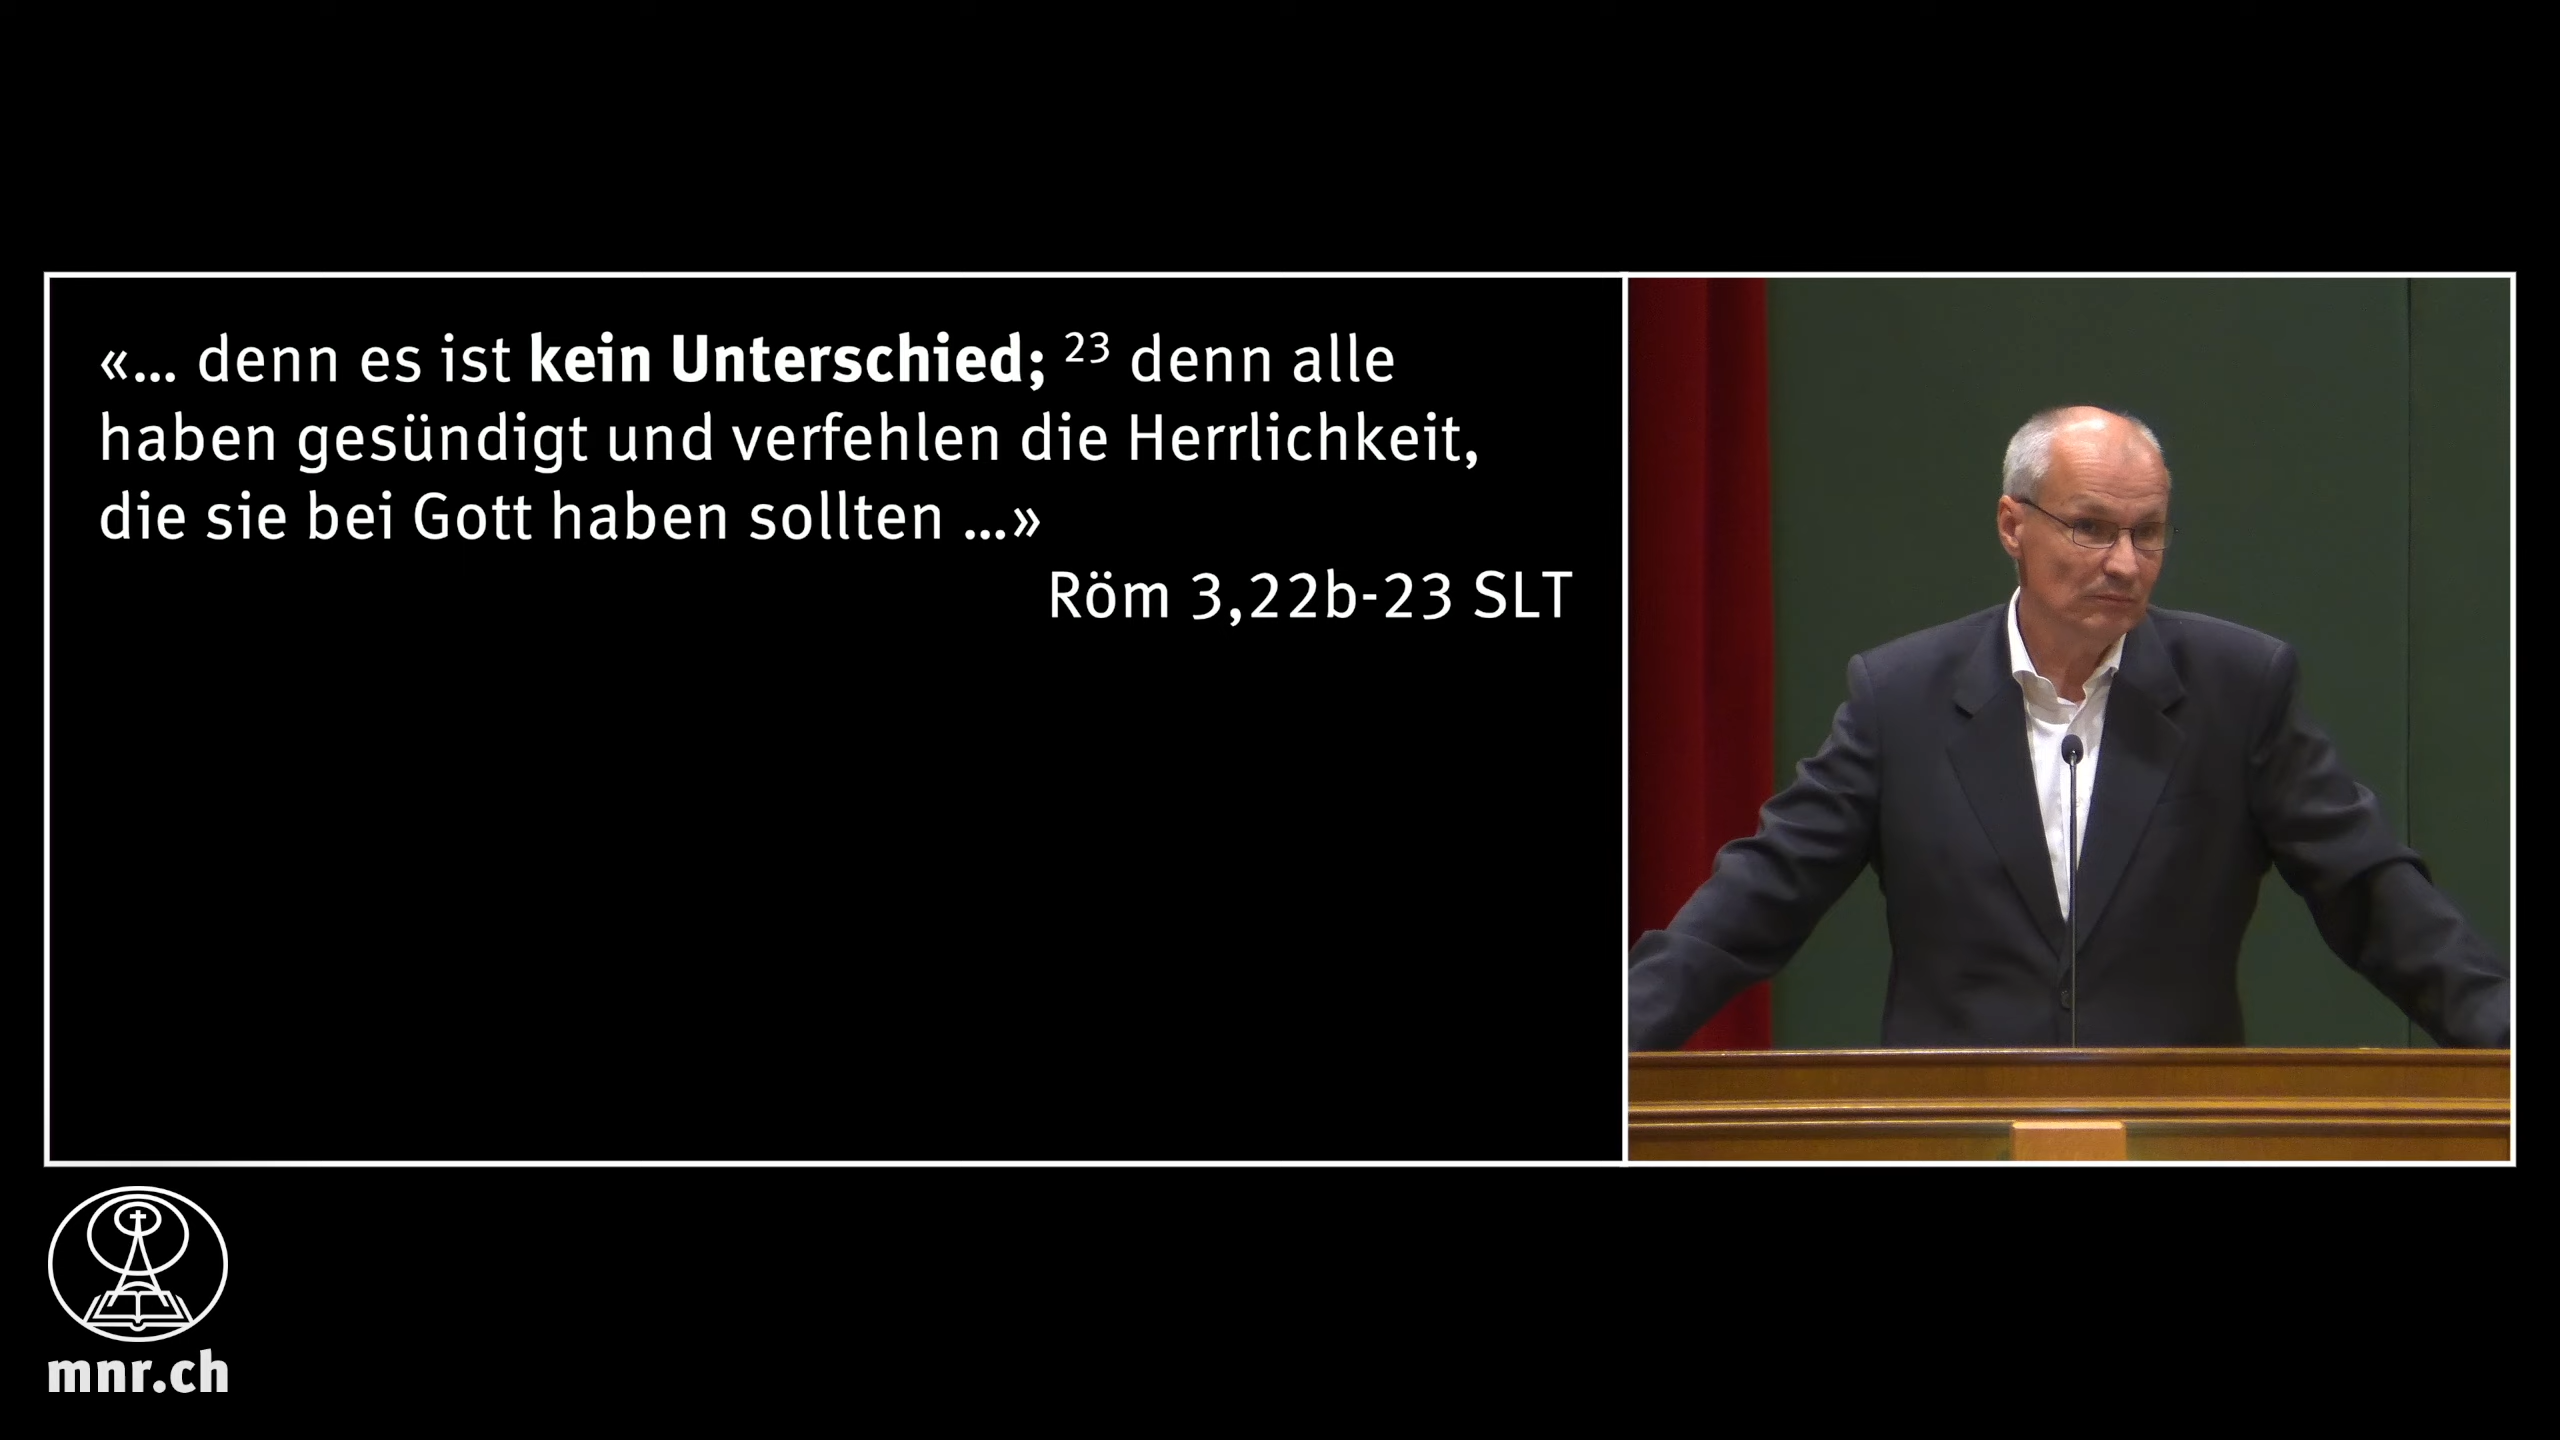 «… denn es ist kein Unterschied; ²³ denn alle
haben gesündigt und verfehlen die Herrlichkeit,
die sie bei Gott haben sollten …»
Röm 3,22b-23 SLT
mnr.ch